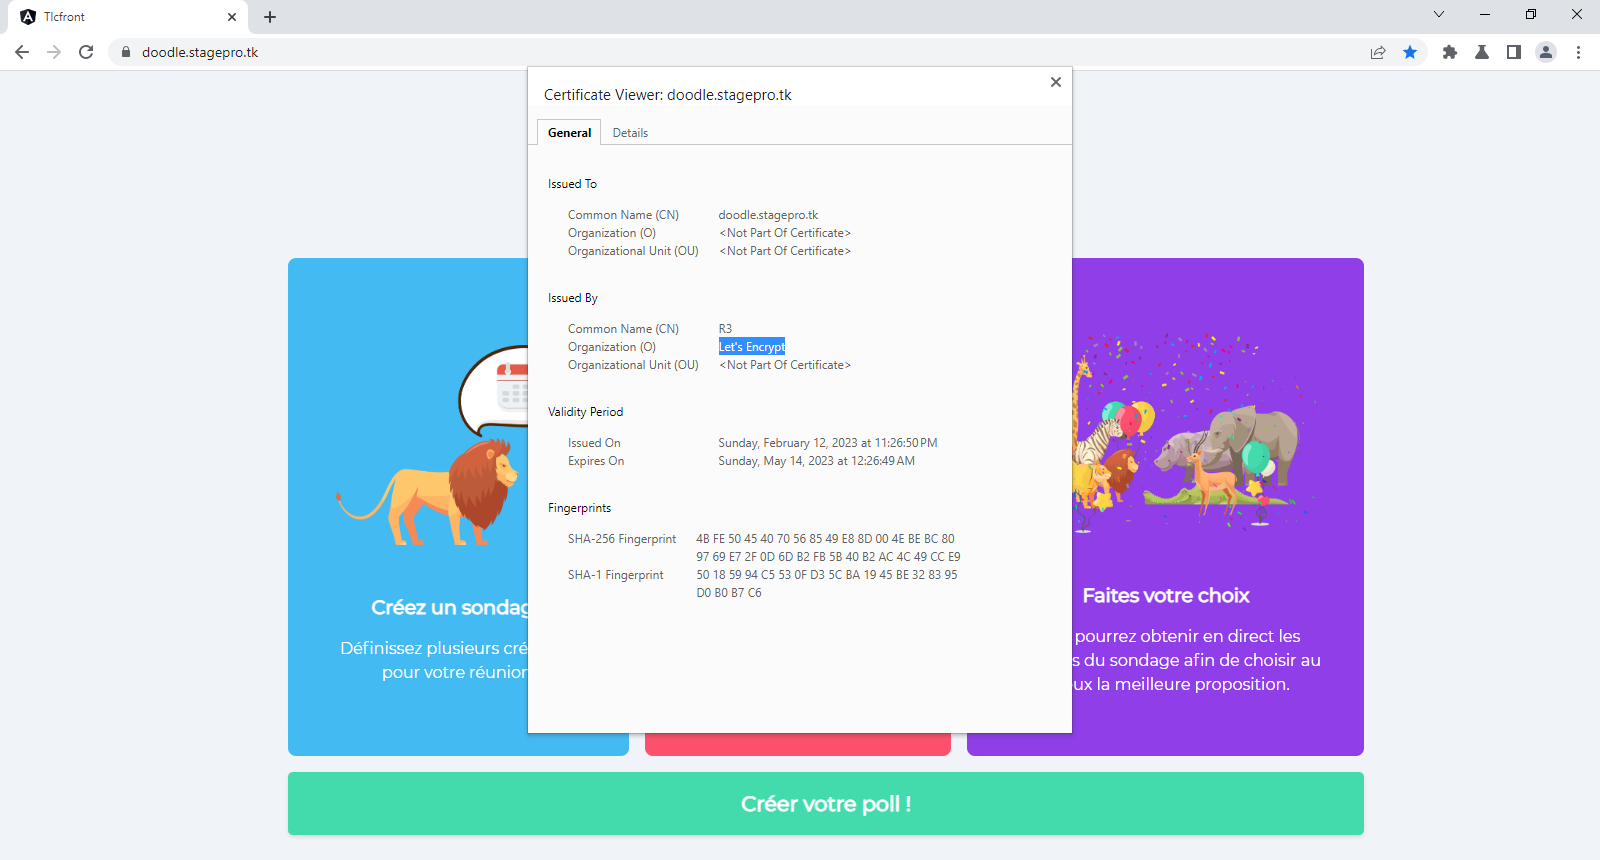 Tlcfront
doodle.stagepro.tk
Certificate Viewer: doodle.stagepro.tk
General Details
Issued To
Common Name (CN) doodle.stagepro.tk
Organization (O) <Not Part Of Certificate>
Organizational Unit (OU) <Not Part Of Certificate>
Issued By
Common Name (CN) R3
Organization (O) Let's Encrypt
Organizational Unit (OU) <Not Part Of Certificate>
Validity Period
Issued On Sunday, February 12, 2023 at 11:26:50 PM
Expires On Sunday, May 14, 2023 at 12:26:49 AM
Fingerprints
SHA-256 Fingerprint 4B FE 50 45 40 70 56 85 49 E8 8D 00 4E BE BC 80
97 69 E7 2F 0D 6D B2 FB 5B 40 B2 AC 4C 49 CC E9
SHA-1 Fingerprint 50 18 59 94 C5 53 0F D3 5C BA 19 45 BE 32 83 95
D0 B0 B7 C6
Créez un sondag
Définissez plusieurs cré
pour votre réunion
Faites votre choix
pourrez obtenir en direct les
s du sondage afin de choisir au
ux la meilleure proposition.
Créer votre poll !